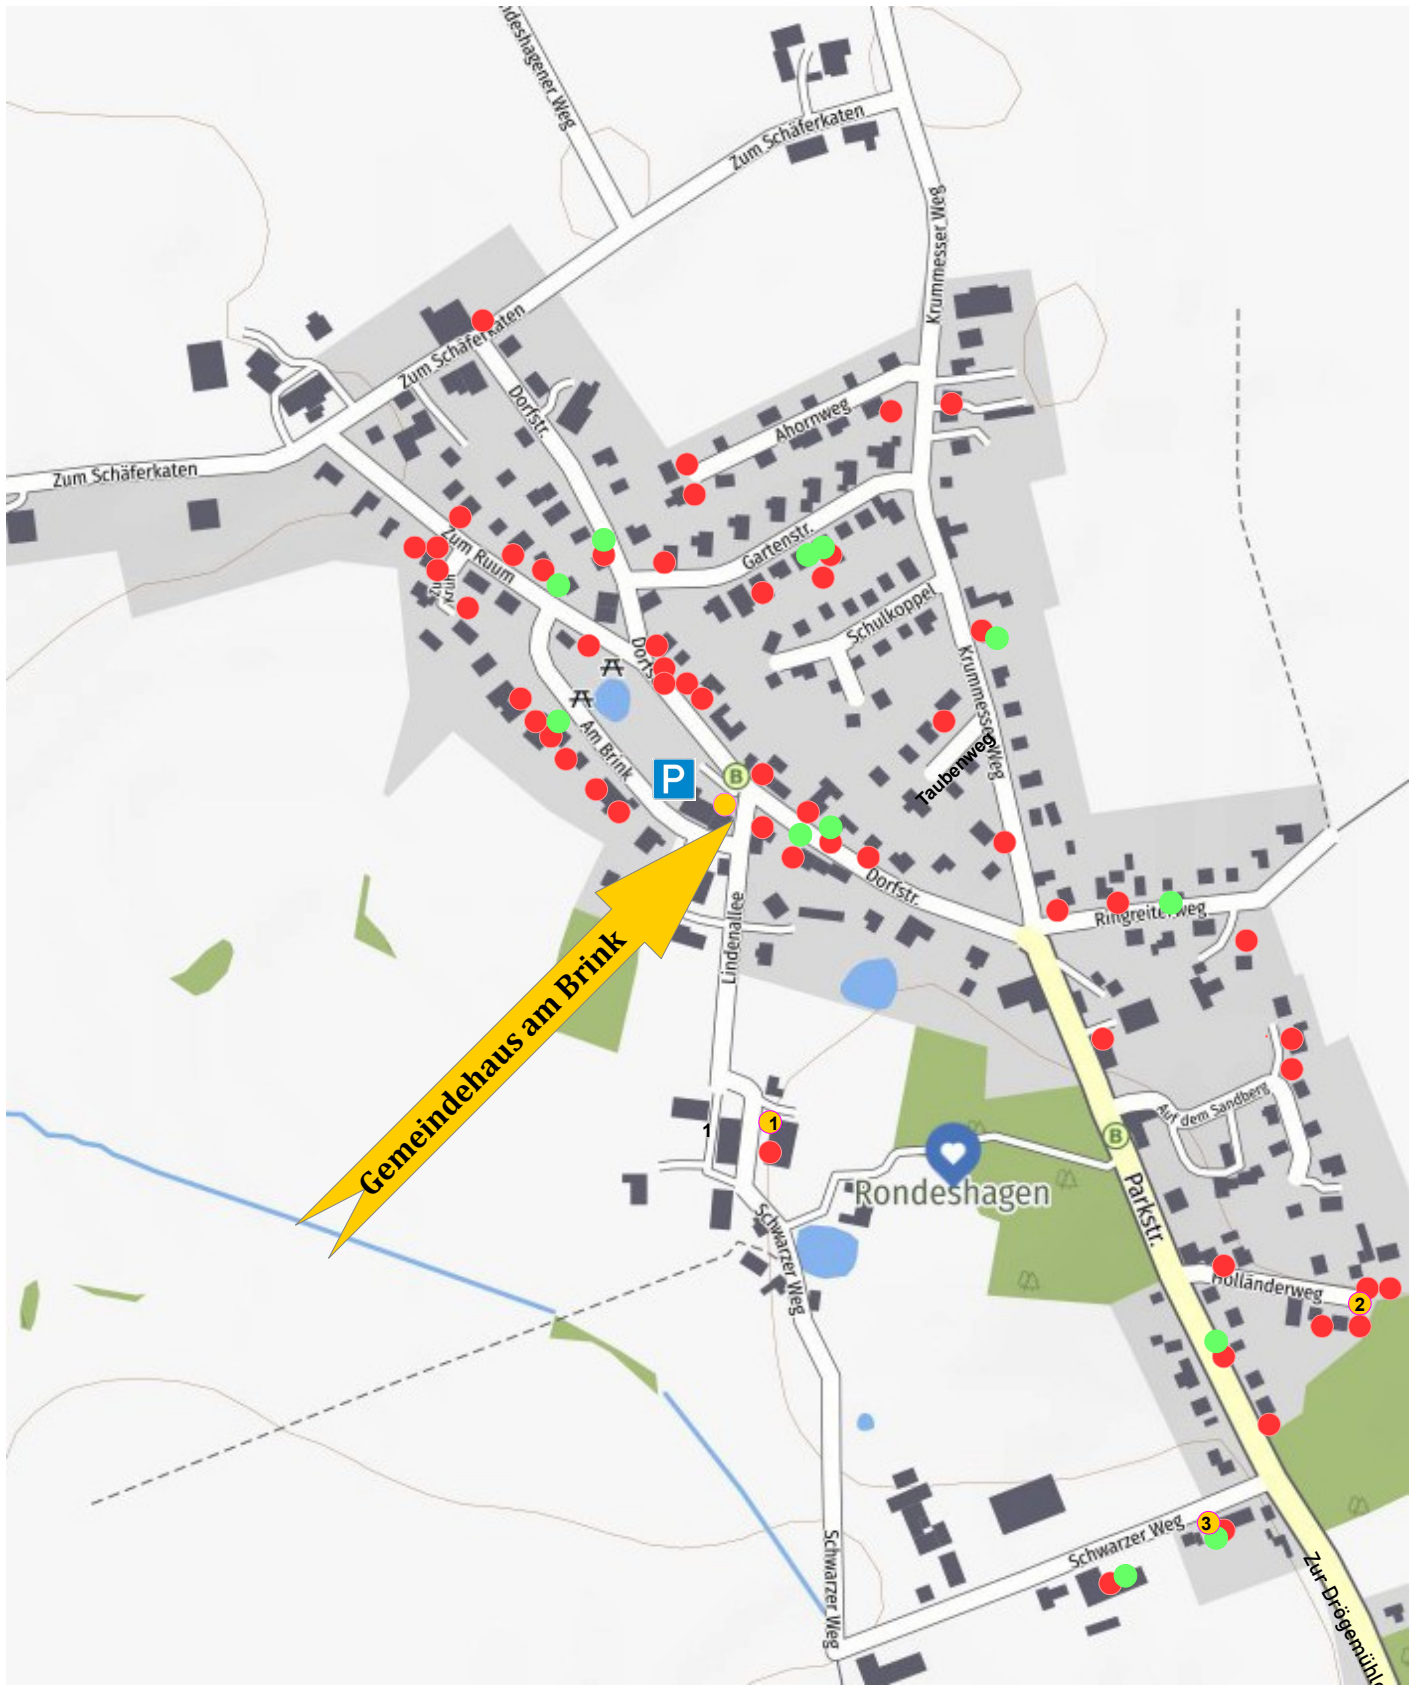 deshagener Weg
Zum Schäferkaten
Krummesser Weg
Zum Schäferkaten
Dorfstr.
Ahornweg
Zum Schäferkaten
Gartenstr.
Zum Ruum
Schulkoppel
Dorfs
Krummesser Weg
Am Brink
Taubenweg
P
B
Dorfstr.
Ringreiterweg
Lindenallee
Gemeindehaus am Brink
Auf dem Sandberg
1
1
B
Rondeshagen
Parkstr.
Schwarzer Weg
Holländerweg
2
3
Schwarzer Weg
Schwarzer Weg
Zur Drögemühle